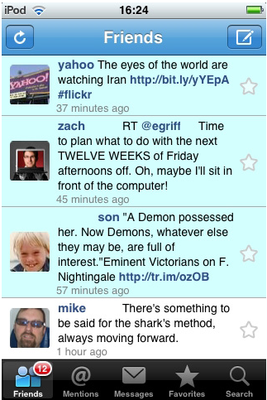 iPod 16:24
Friends
yahoo The eyes of the world are
watching Iran http://bit.ly/yYEpA
#flickr
37 minutes ago
YAHOO!
zach RT @egriff Time
to plan what to do with the next
TWELVE WEEKS of Friday
afternoons off. Oh, maybe I'll sit in
front of the computer!
45 minutes ago
son "A Demon possessed
her. Now Demons, whatever else
they may be, are full of
interest."Eminent Victorians on F.
Nightingale http://tr.im/ozOB
57 minutes ago
mike There's something to
be said for the shark's method,
always moving forward.
1 hour ago
12
Friends Mentions Messages Favorites Search